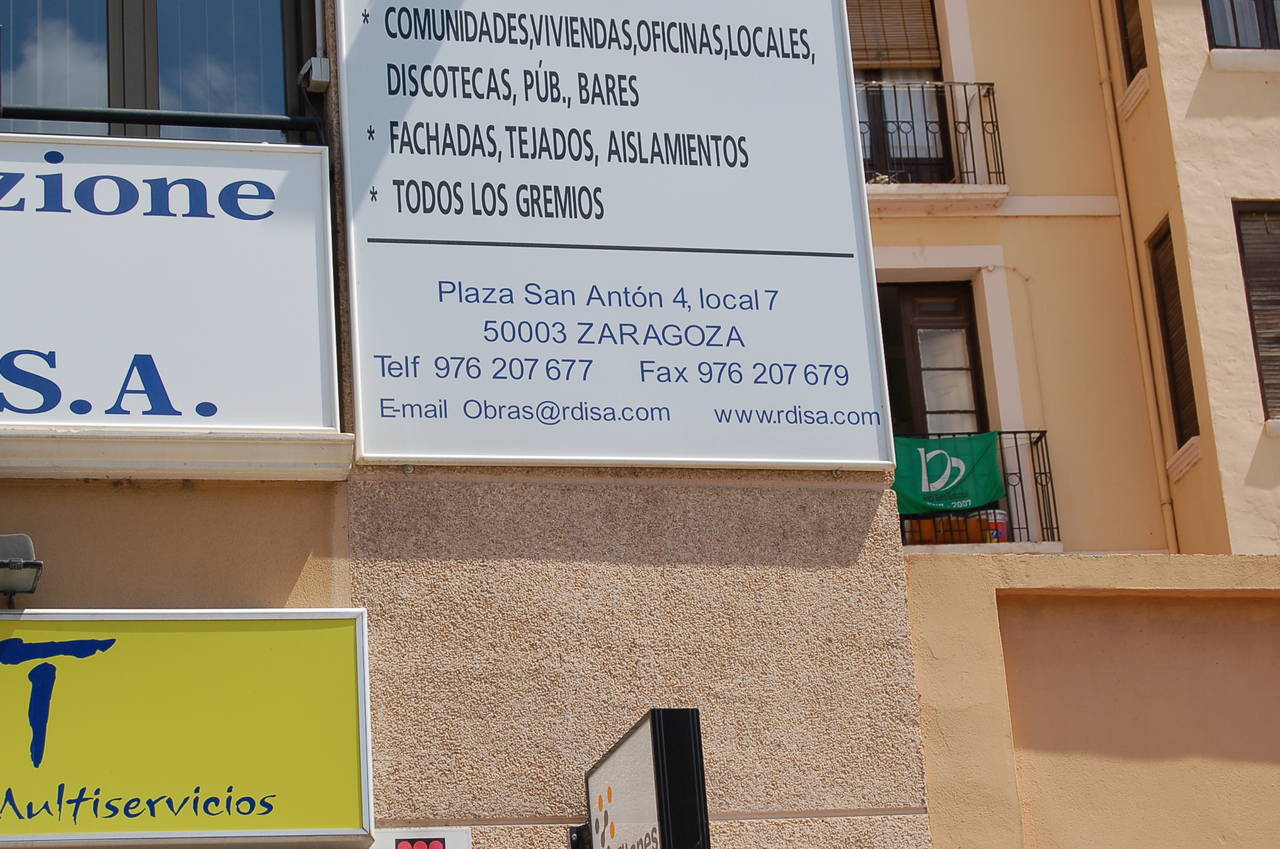 * COMUNIDADES,VIVIENDAS,OFICINAS,LOCALES,
DISCOTECAS, PÚB., BARES
* FACHADAS, TEJADOS, AISLAMIENTOS
* TODOS LOS GREMIOS
Plaza San Antón 4, local 7
50003 ZARAGOZA
Telf 976 207 677 Fax 976 207 679
E-mail Obras@rdisa.com www.rdisa.com
zione
S.A.
T
Multiservicios
2007